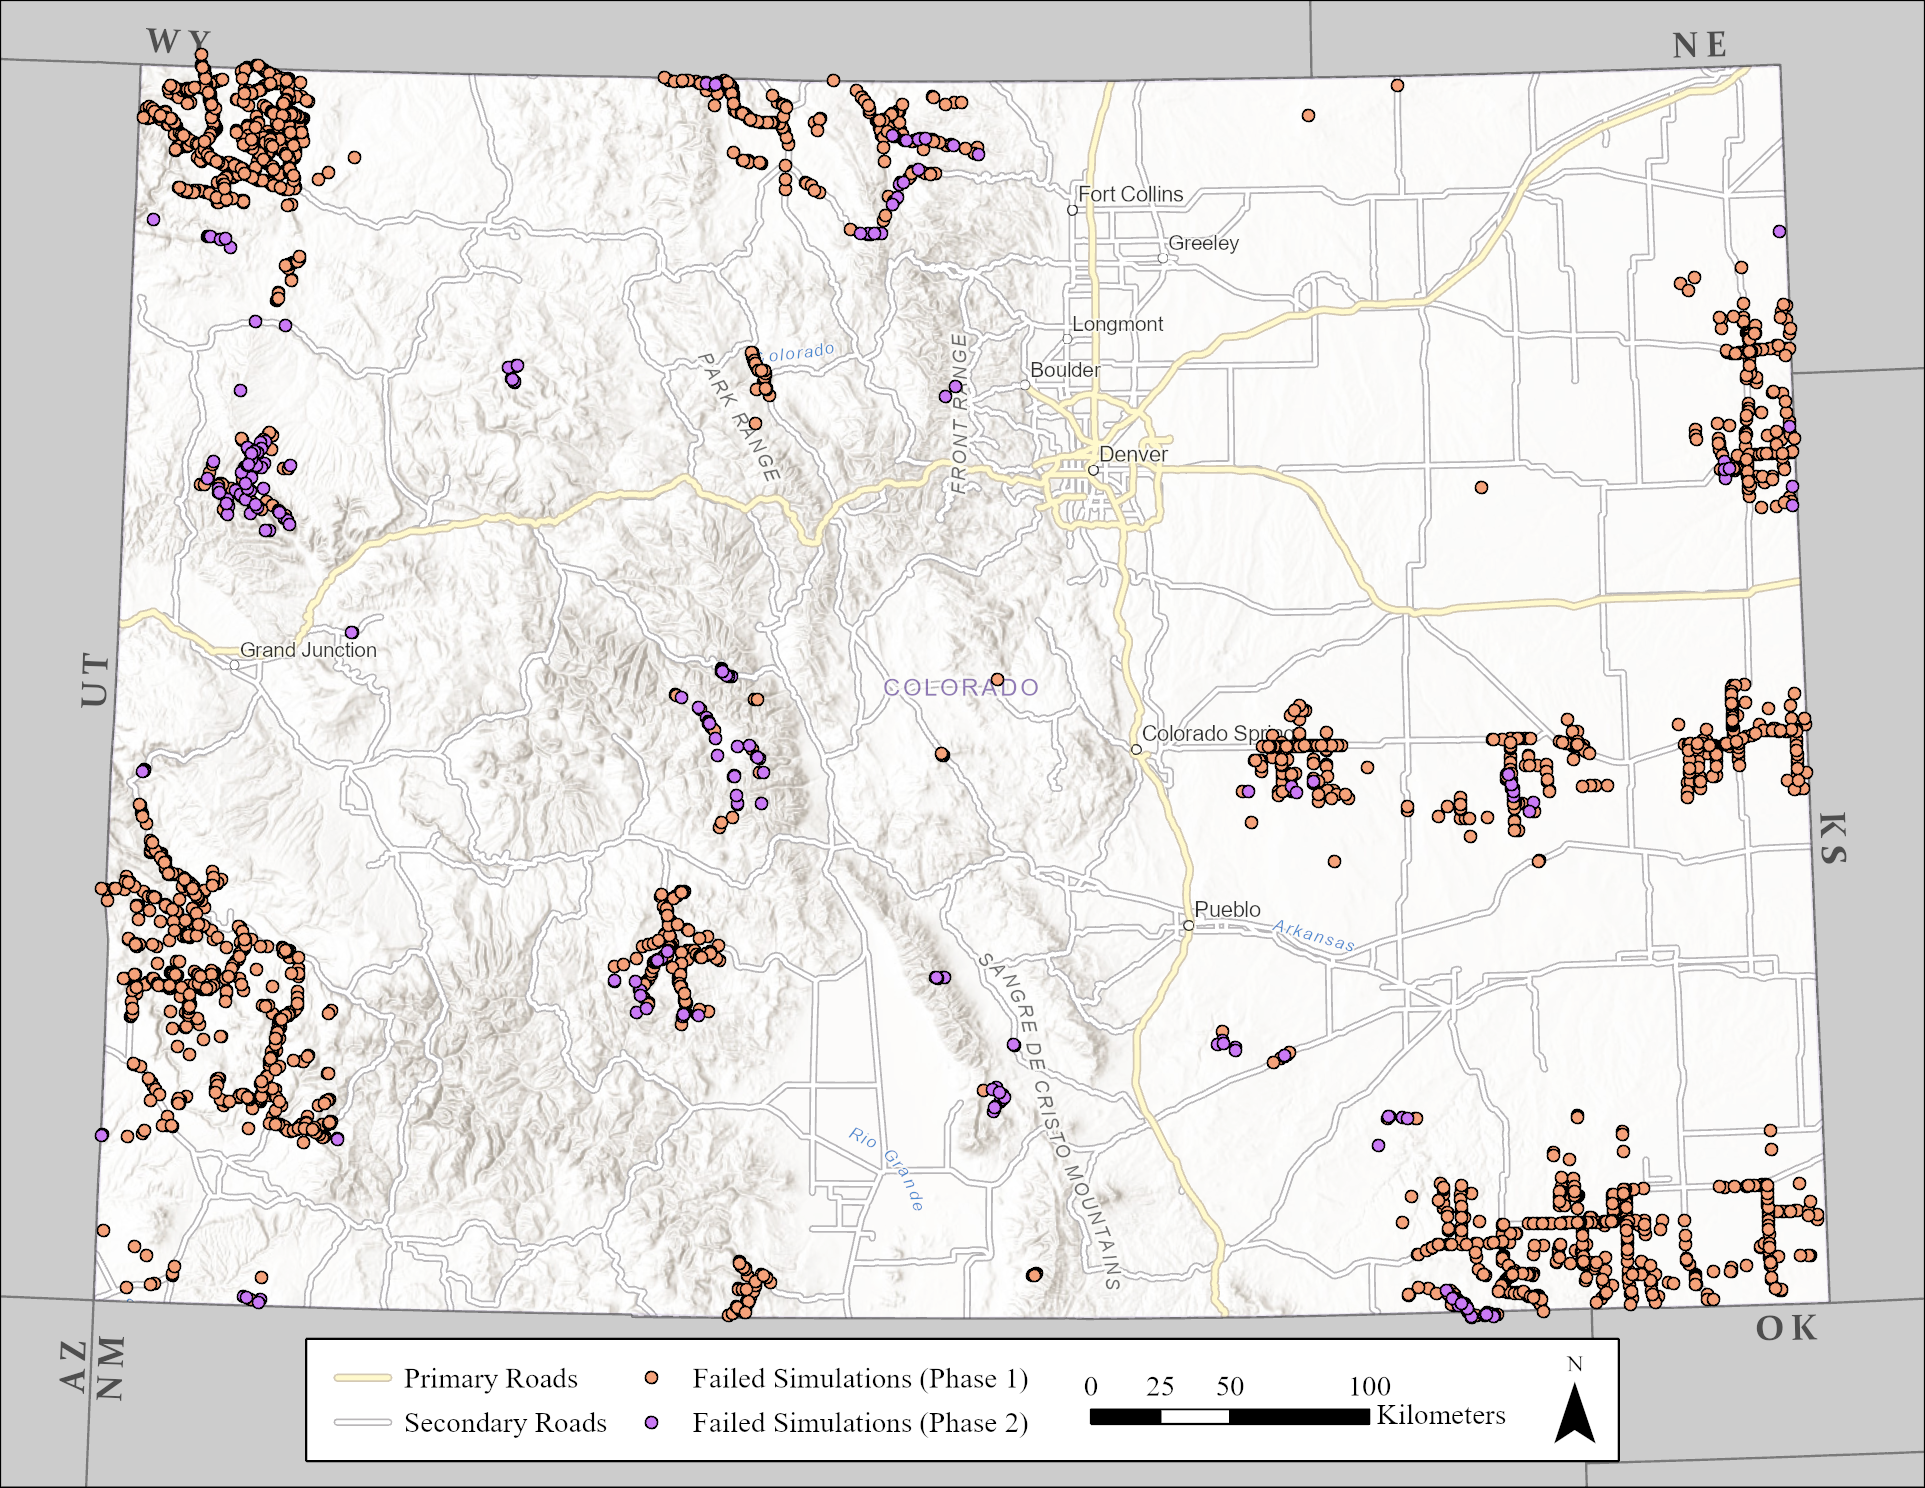 WY
NE
Fort Collins
Greeley
Longmont
Colorado
Boulder
PARK RANGE
FRONT RANGE
Denver
Grand Junction
UT
COLORADO
Colorado Springs
KS
Pueblo
Arkansas
SANGRE DE CRISTO MOUNTAINS
Rio Grande
OK
AZ
NM
Primary Roads
Secondary Roads
Failed Simulations (Phase 1)
Failed Simulations (Phase 2)
0 25 50 100
Kilometers
N